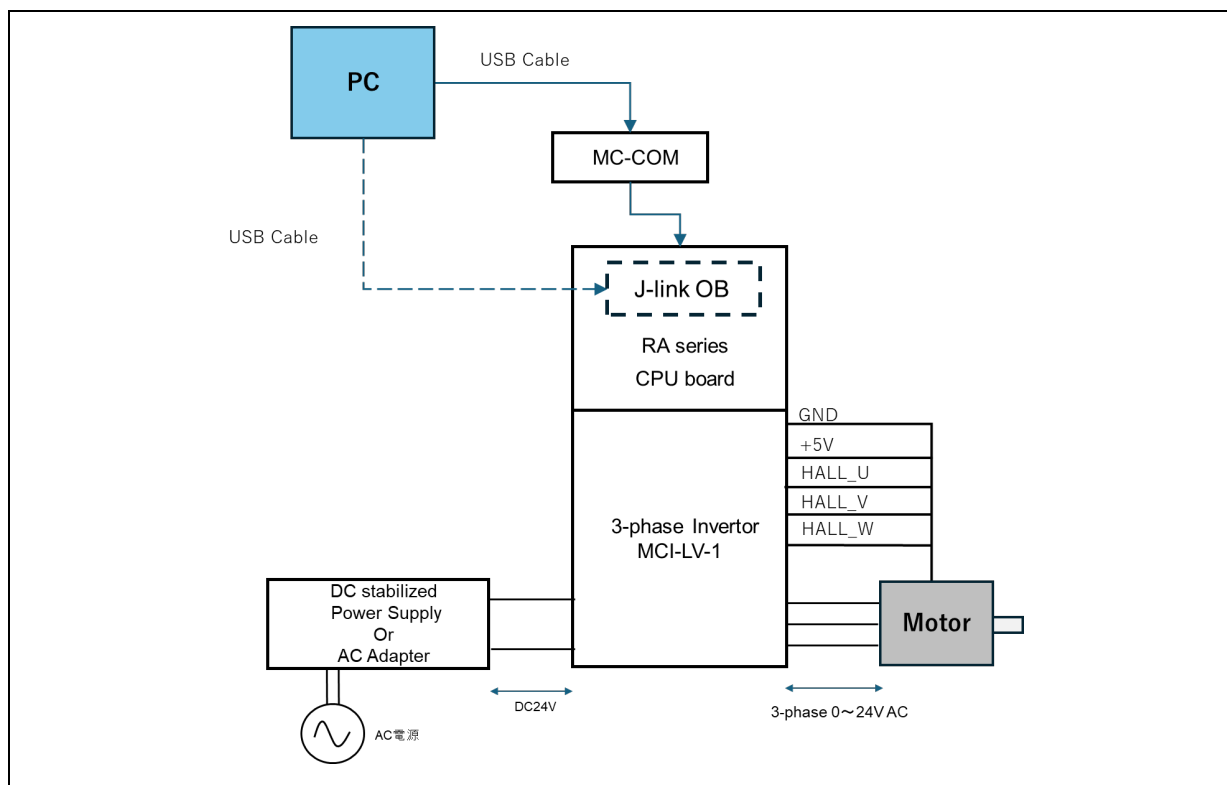 USB Cable
PC
MC-COM
USB Cable
J-link OB
RA series
CPU board
GND
+5V
HALL_U
HALL_V
HALL_W
3-phase Invertor
MCI-LV-1
DC stabilized
Power Supply
Or
AC Adapter
Motor
DC24V
3-phase 0～24V AC
AC電源